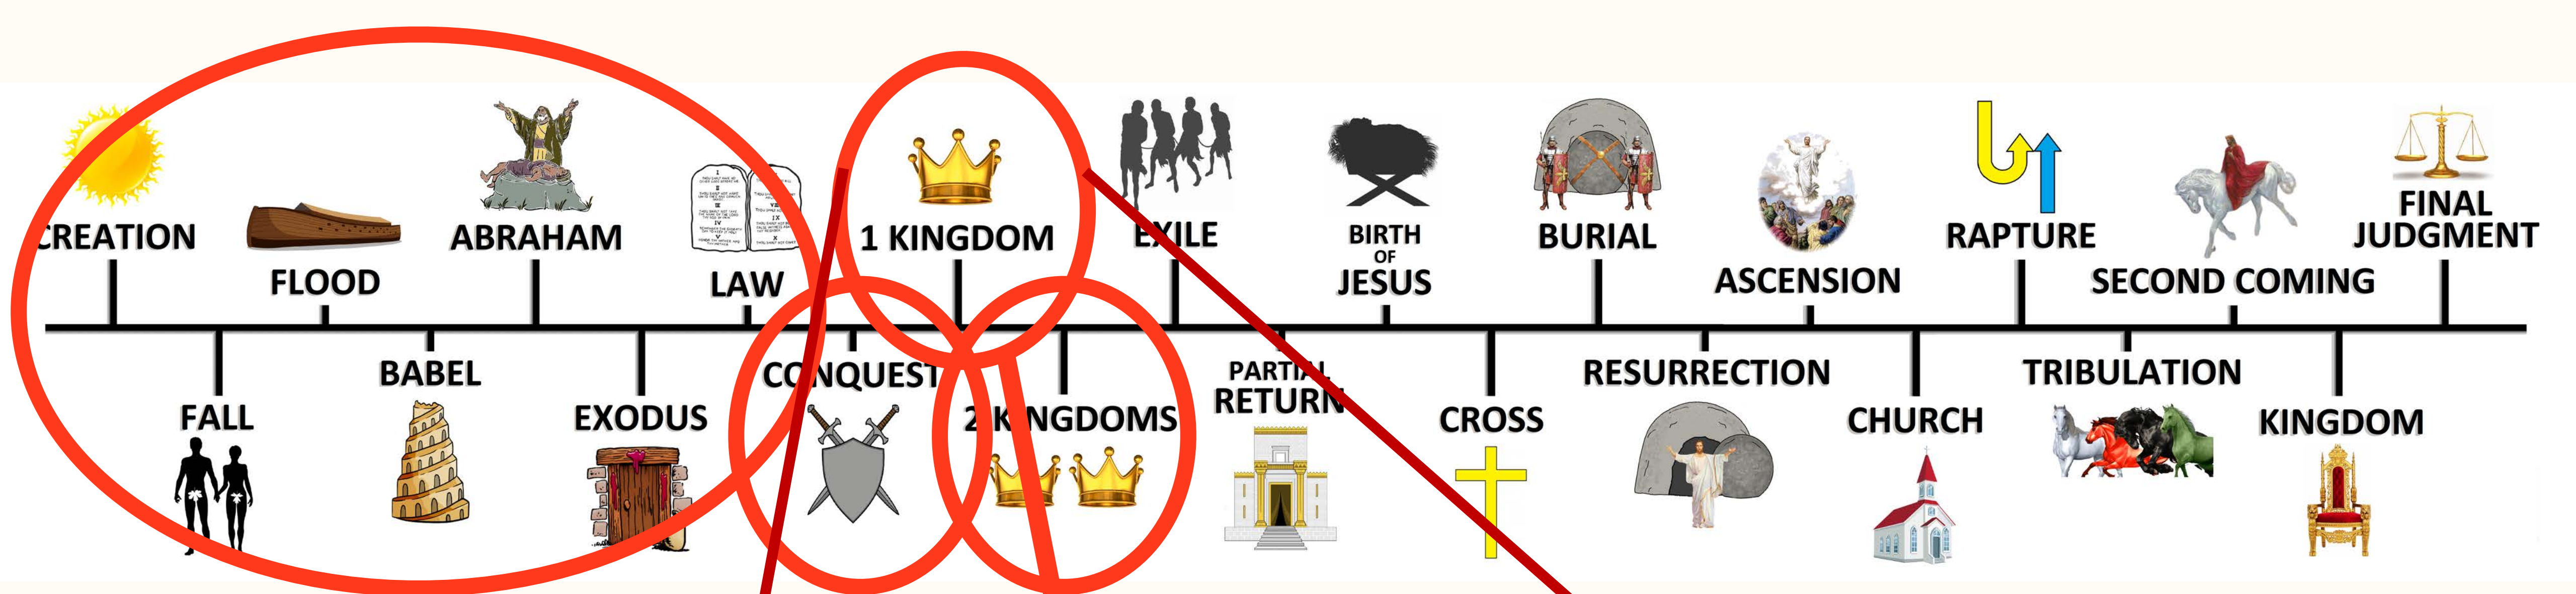 CREATION
FALL
FLOOD
BABEL
ABRAHAM
EXODUS
LAW
CONQUEST
1 KINGDOM
2 KINGDOMS
EXILE
PARTIAL
RETURN
BIRTH
OF
JESUS
CROSS
BURIAL
RESURRECTION
ASCENSION
CHURCH
RAPTURE
TRIBULATION
SECOND COMING
KINGDOM
FINAL
JUDGMENT